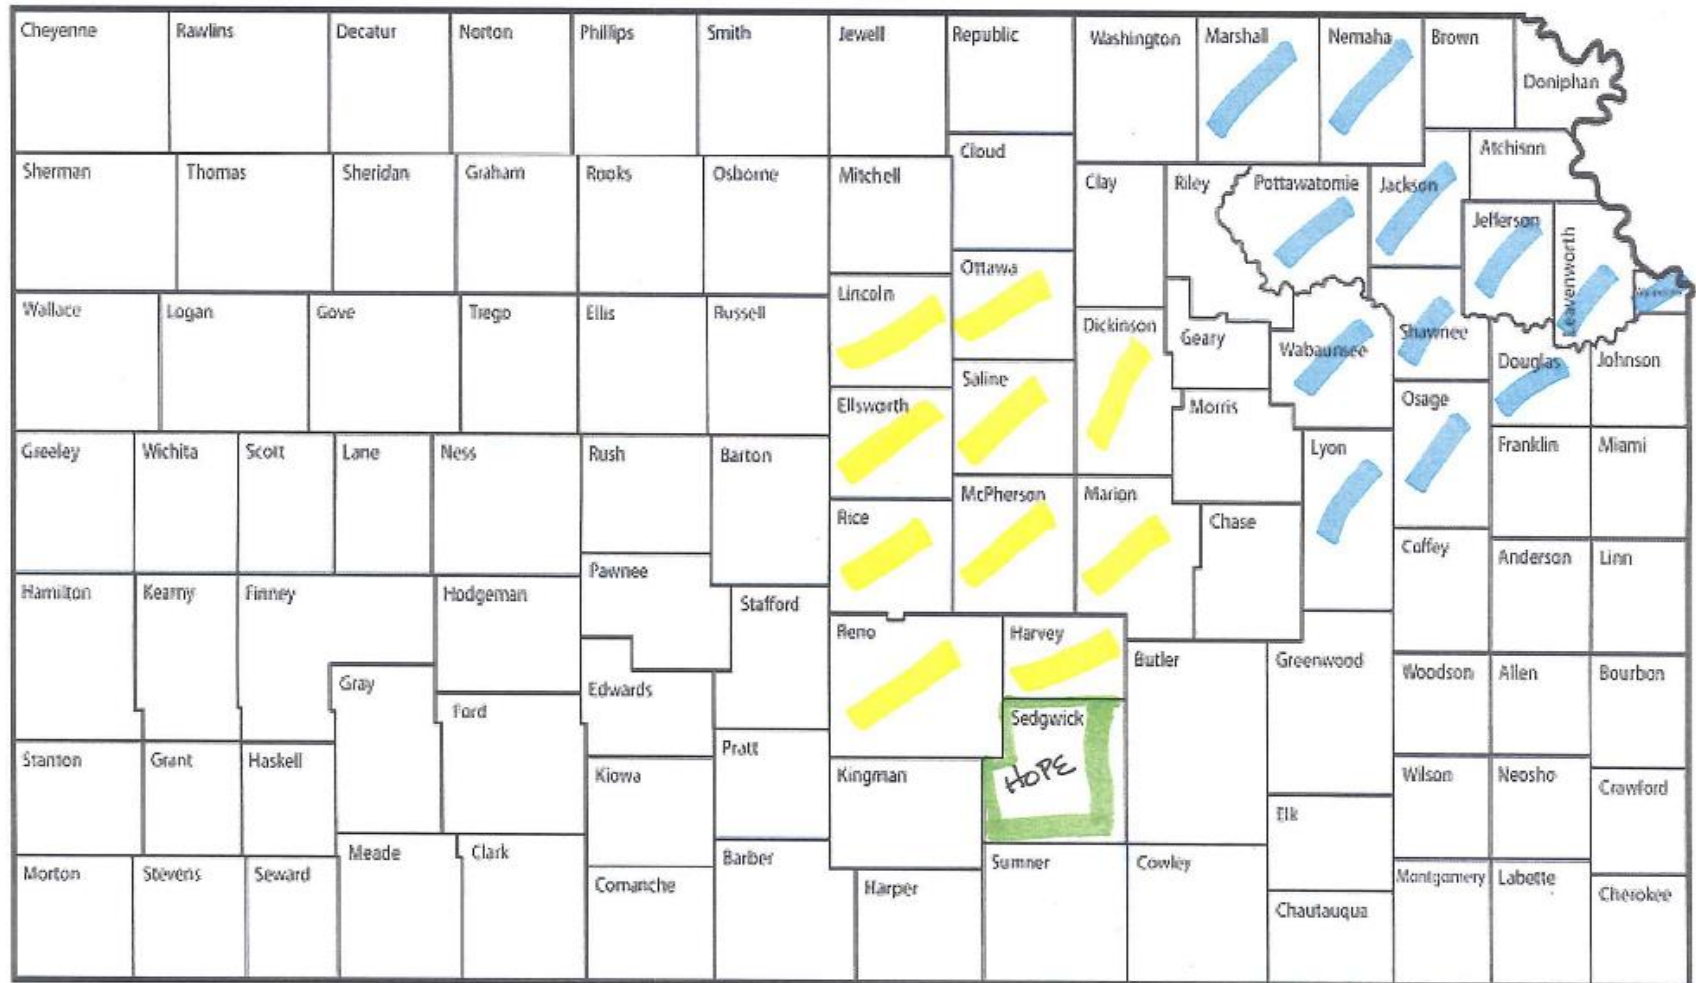 Cheyenne
Rawlins
Decatur
Norton
Phillips
Smith
Jewell
Republic
Washington
Marshall
Nemaha
Brown
Doniphan
Sherman
Thomas
Sheridan
Graham
Rooks
Osborne
Mitchell
Cloud
Clay
Riley
Pottawatomie
Jackson
Atchison
Jefferson
Leavenworth
Wallace
Logan
Gove
Trego
Ellis
Russell
Lincoln
Ottawa
Dickinson
Geary
Wabaunsee
Shawnee
Douglas
Johnson
Ellsworth
Saline
Morris
Osage
Greeley
Wichita
Scott
Lane
Ness
Rush
Barton
Rice
McPherson
Marion
Chase
Lyon
Franklin
Miami
Coffey
Anderson
Linn
Hamilton
Kearny
Finney
Hodgeman
Pawnee
Stafford
Reno
Harvey
Butler
Greenwood
Woodson
Allen
Bourbon
Gray
Ford
Edwards
Sedgwick
HOPE
Stanton
Grant
Haskell
Kiowa
Pratt
Kingman
Elk
Wilson
Neosho
Crawford
Morton
Stevens
Seward
Meade
Clark
Comanche
Barber
Harper
Sumner
Cowley
Chautauqua
Montgomery
Labette
Cherokee